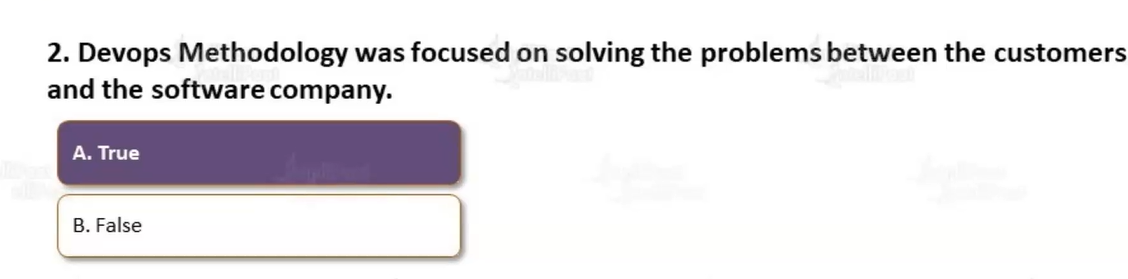 2. Devops Methodology was focused on solving the problems between the customers
and the software company.
A. True
B. False